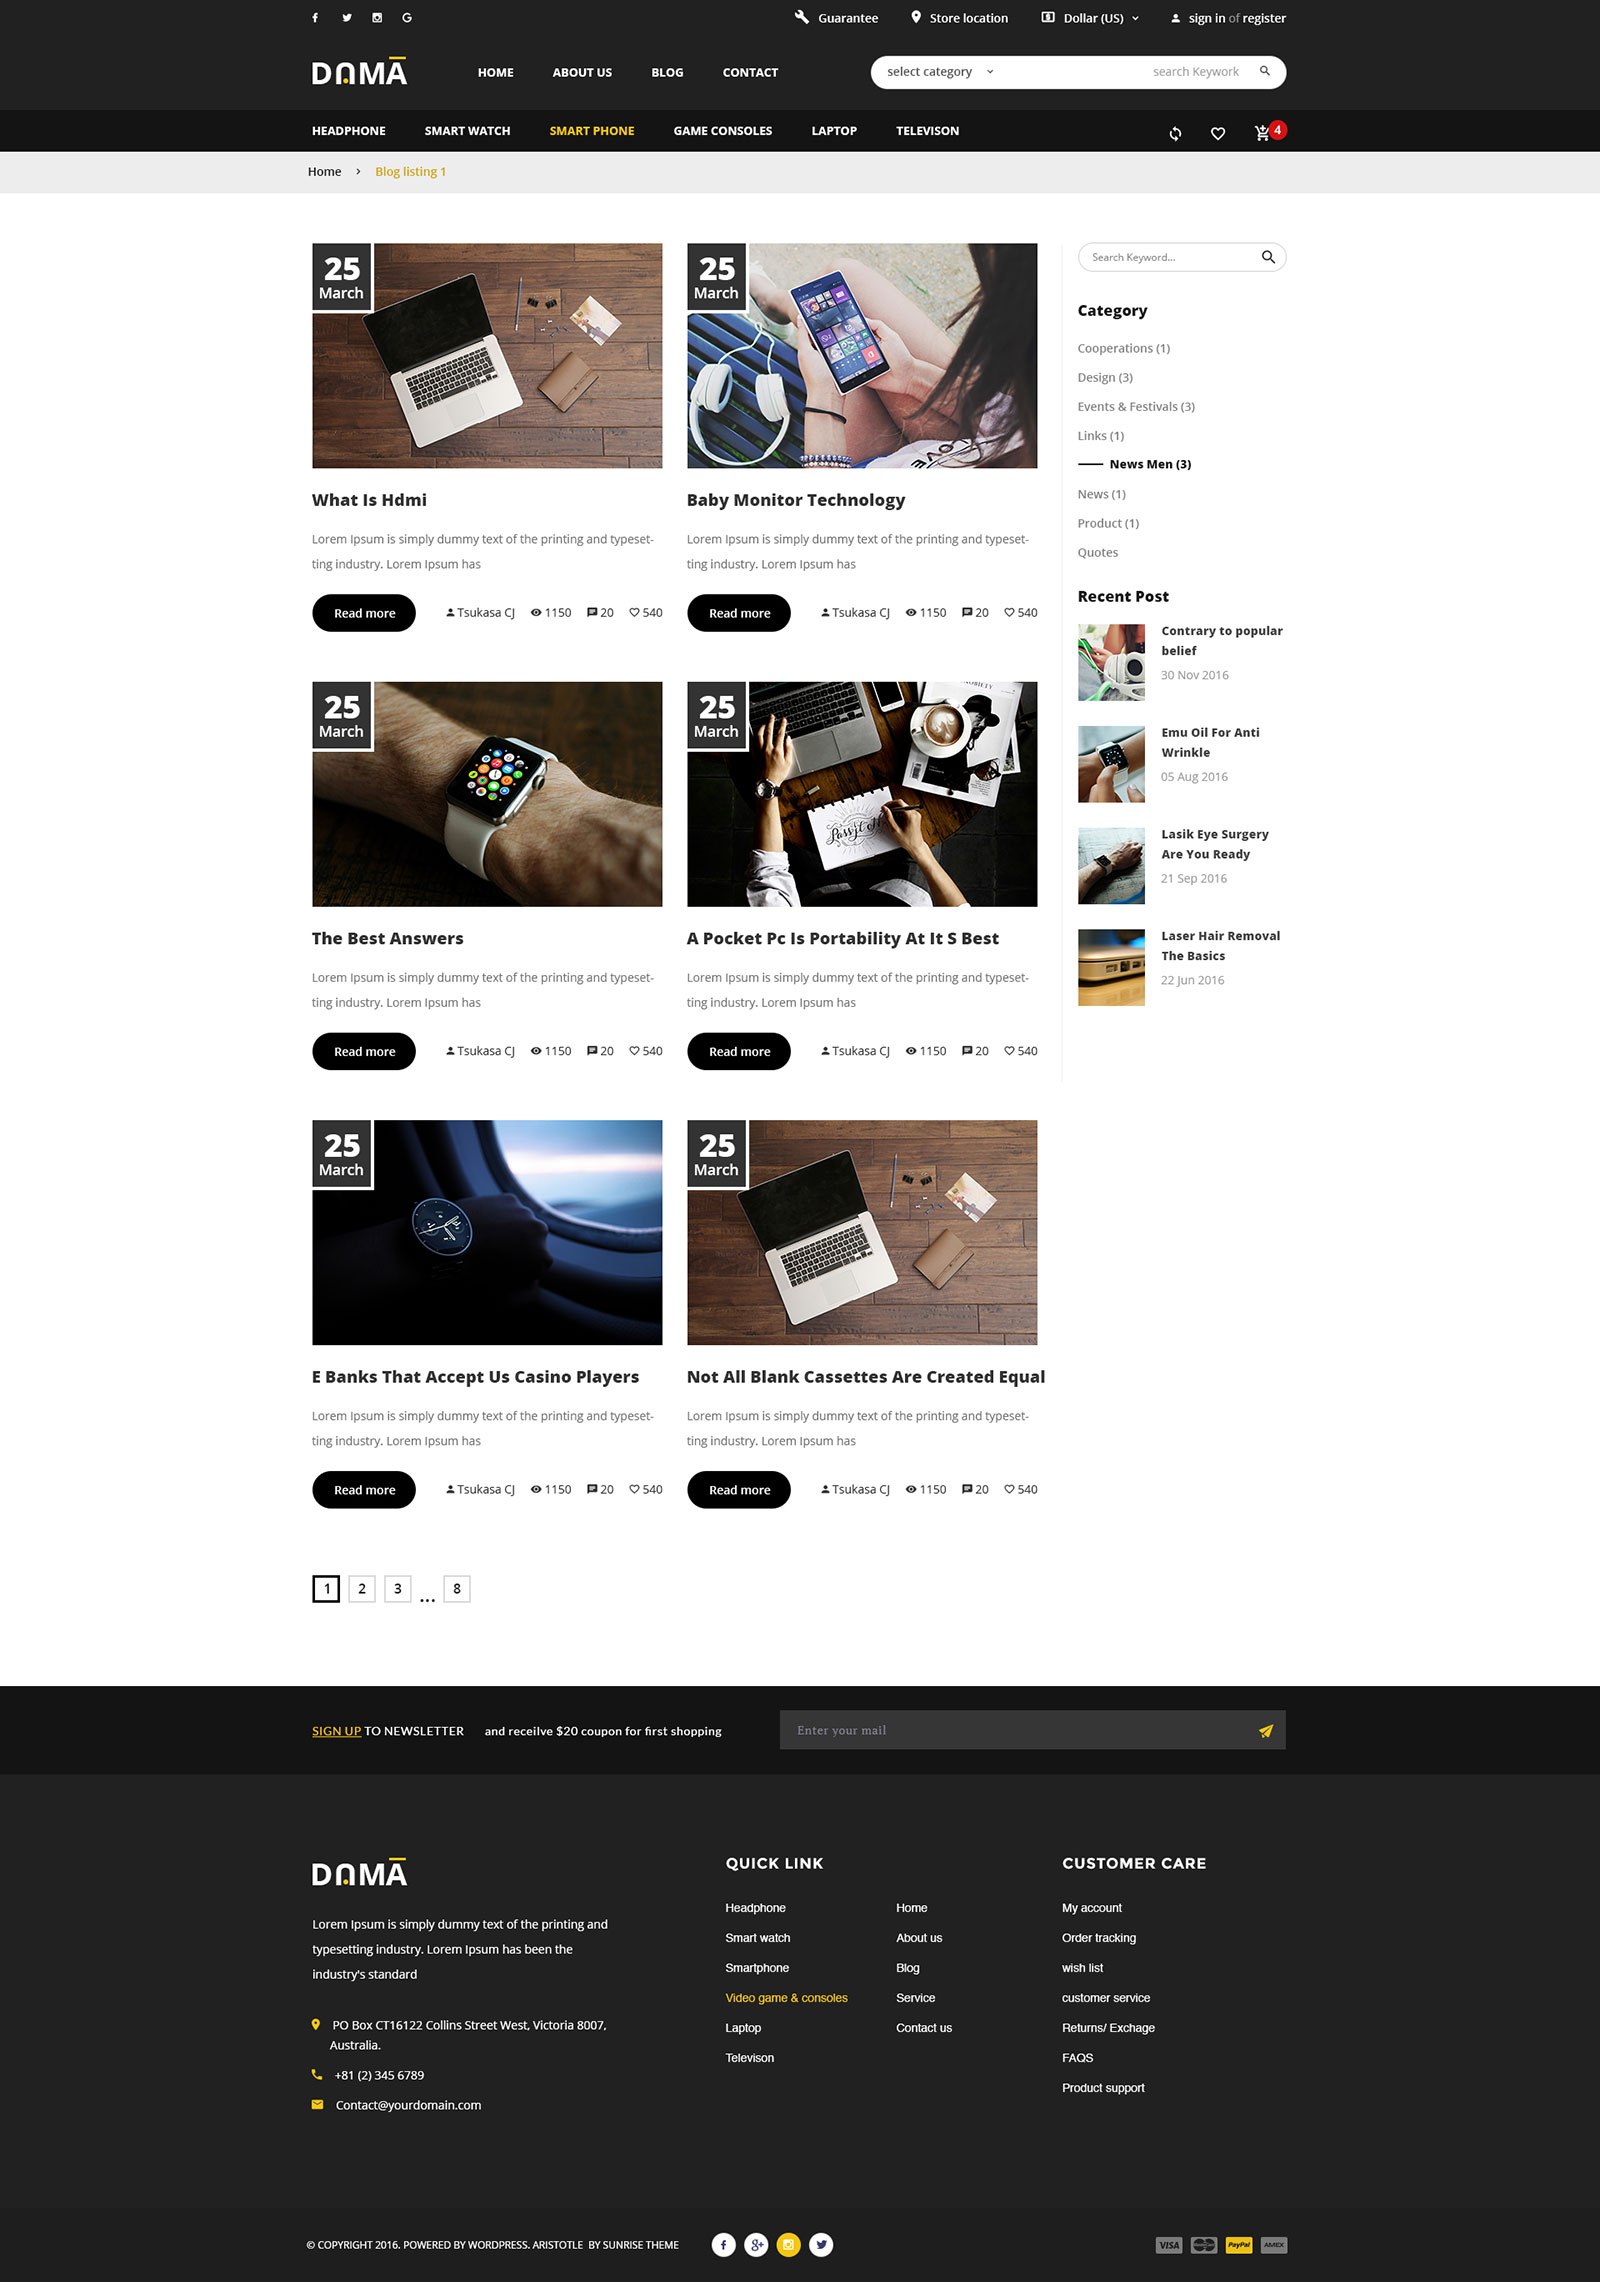 Guarantee
Store location
Dollar (US)
sign in of register
DAMA
HOME
ABOUT US
BLOG
CONTACT
select category
search Keywork
HEADPHONE
SMART WATCH
SMART PHONE
GAME CONSOLES
LAPTOP
TELEVISON
4
Home
Blog listing 1
25
March
What Is Hdmi
Lorem Ipsum is simply dummy text of the printing and typeset-
ting industry. Lorem Ipsum has
Read more
Tsukasa CJ
1150
20
540
25
March
Baby Monitor Technology
Lorem Ipsum is simply dummy text of the printing and typeset-
ting industry. Lorem Ipsum has
Read more
Tsukasa CJ
1150
20
540
25
March
The Best Answers
Lorem Ipsum is simply dummy text of the printing and typeset-
ting industry. Lorem Ipsum has
Read more
Tsukasa CJ
1150
20
540
25
March
A Pocket Pc Is Portability At It S Best
Lorem Ipsum is simply dummy text of the printing and typeset-
ting industry. Lorem Ipsum has
Read more
Tsukasa CJ
1150
20
540
25
March
E Banks That Accept Us Casino Players
Lorem Ipsum is simply dummy text of the printing and typeset-
ting industry. Lorem Ipsum has
Read more
Tsukasa CJ
1150
20
540
25
March
Not All Blank Cassettes Are Created Equal
Lorem Ipsum is simply dummy text of the printing and typeset-
ting industry. Lorem Ipsum has
Read more
Tsukasa CJ
1150
20
540
Search Keyword...
Category
Cooperations (1)
Design (3)
Events & Festivals (3)
Links (1)
News Men (3)
News (1)
Product (1)
Quotes
Recent Post
Contrary to popular
belief
30 Nov 2016
Emu Oil For Anti
Wrinkle
05 Aug 2016
Lasik Eye Surgery
Are You Ready
21 Sep 2016
Laser Hair Removal
The Basics
22 Jun 2016
1
2
3
...
8
SIGN UP TO NEWSLETTER
and receilve $20 coupon for first shopping
Enter your mail
DAMA
Lorem Ipsum is simply dummy text of the printing and
typesetting industry. Lorem Ipsum has been the
industry's standard
PO Box CT16122 Collins Street West, Victoria 8007,
Australia.
+81 (2) 345 6789
Contact@yourdomain.com
QUICK LINK
Headphone
Smart watch
Smartphone
Video game & consoles
Laptop
Televison
Home
About us
Blog
Service
Contact us
CUSTOMER CARE
My account
Order tracking
wish list
customer service
Returns/ Exchage
FAQS
Product support
© COPYRIGHT 2016. POWERED BY WORDPRESS. ARISTOTLE BY SUNRISE THEME
VISA
PayPal
AMEX